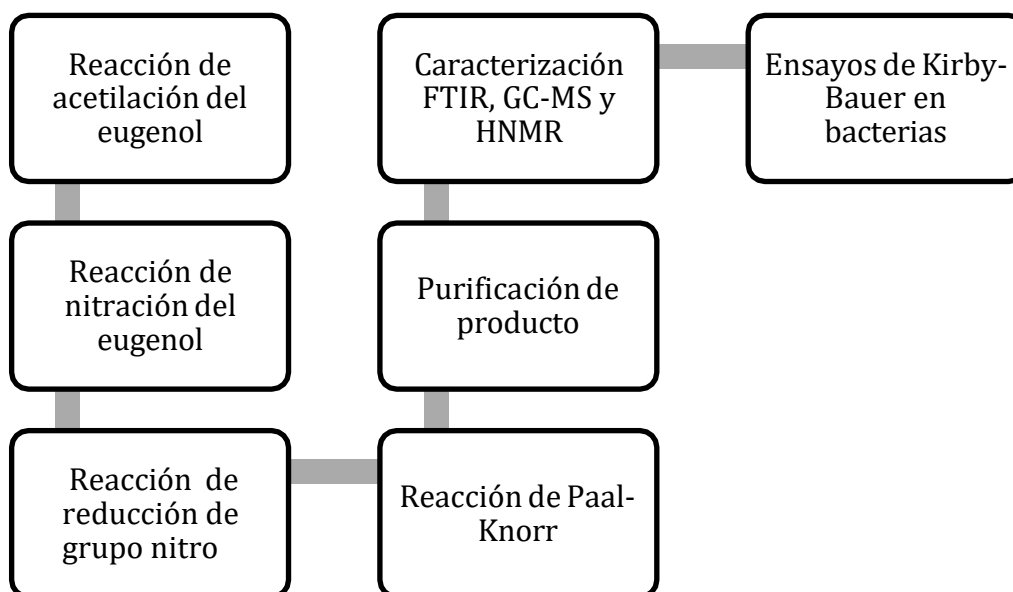 Reacción de
acetilación del
eugenol
Reacción de
nitración del
eugenol
Reacción de
reducción de
grupo nitro
Reacción de Paal-
Knorr
Purificación de
producto
Caracterización
FTIR, GC-MS y
HNMR
Ensayos de Kirby-
Bauer en
bacterias